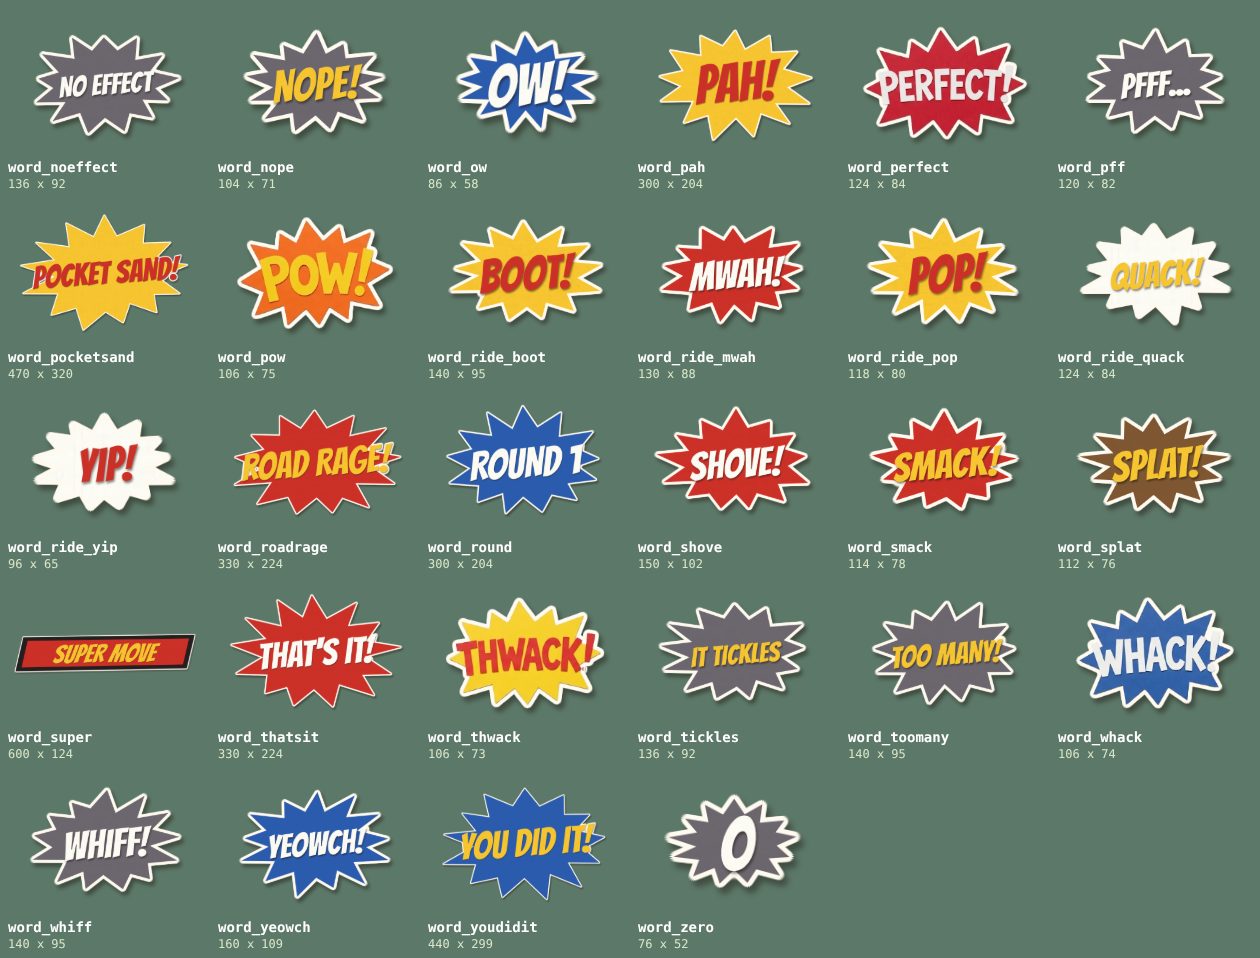 NO EFFECT
NOPE!
OW!
PAH!
PERFECT!
PFFF...
word_noeffect
word_nope
word_ow
word_pah
word_perfect
word_pff
136 x 92
104 x 71
86 x 58
300 x 204
124 x 84
120 x 82
POCKET SAND!
POW!
BOOT!
MWAH!
POP!
QUACK!
word_pocketsand
word_pow
word_ride_boot
word_ride_mwah
word_ride_pop
word_ride_quack
470 x 320
106 x 75
140 x 95
130 x 88
118 x 80
124 x 84
YIP!
ROAD RAGE!
ROUND 1
SHOVE!
SMACK!
SPLAT!
word_ride_yip
word_roadrage
word_round
word_shove
word_smack
word_splat
96 x 65
330 x 224
300 x 204
150 x 102
114 x 78
112 x 76
SUPER MOVE
THAT'S IT!
THWACK!
IT TICKLES
TOO MANY!
WHACK!
word_super
word_thatsit
word_thwack
word_tickles
word_toomany
word_whack
600 x 124
330 x 224
106 x 73
136 x 92
140 x 95
106 x 74
WHIFF!
YEOWCH!
YOU DID IT!
0
word_whiff
word_yeowch
word_youdidit
word_zero
140 x 95
160 x 109
440 x 299
76 x 52